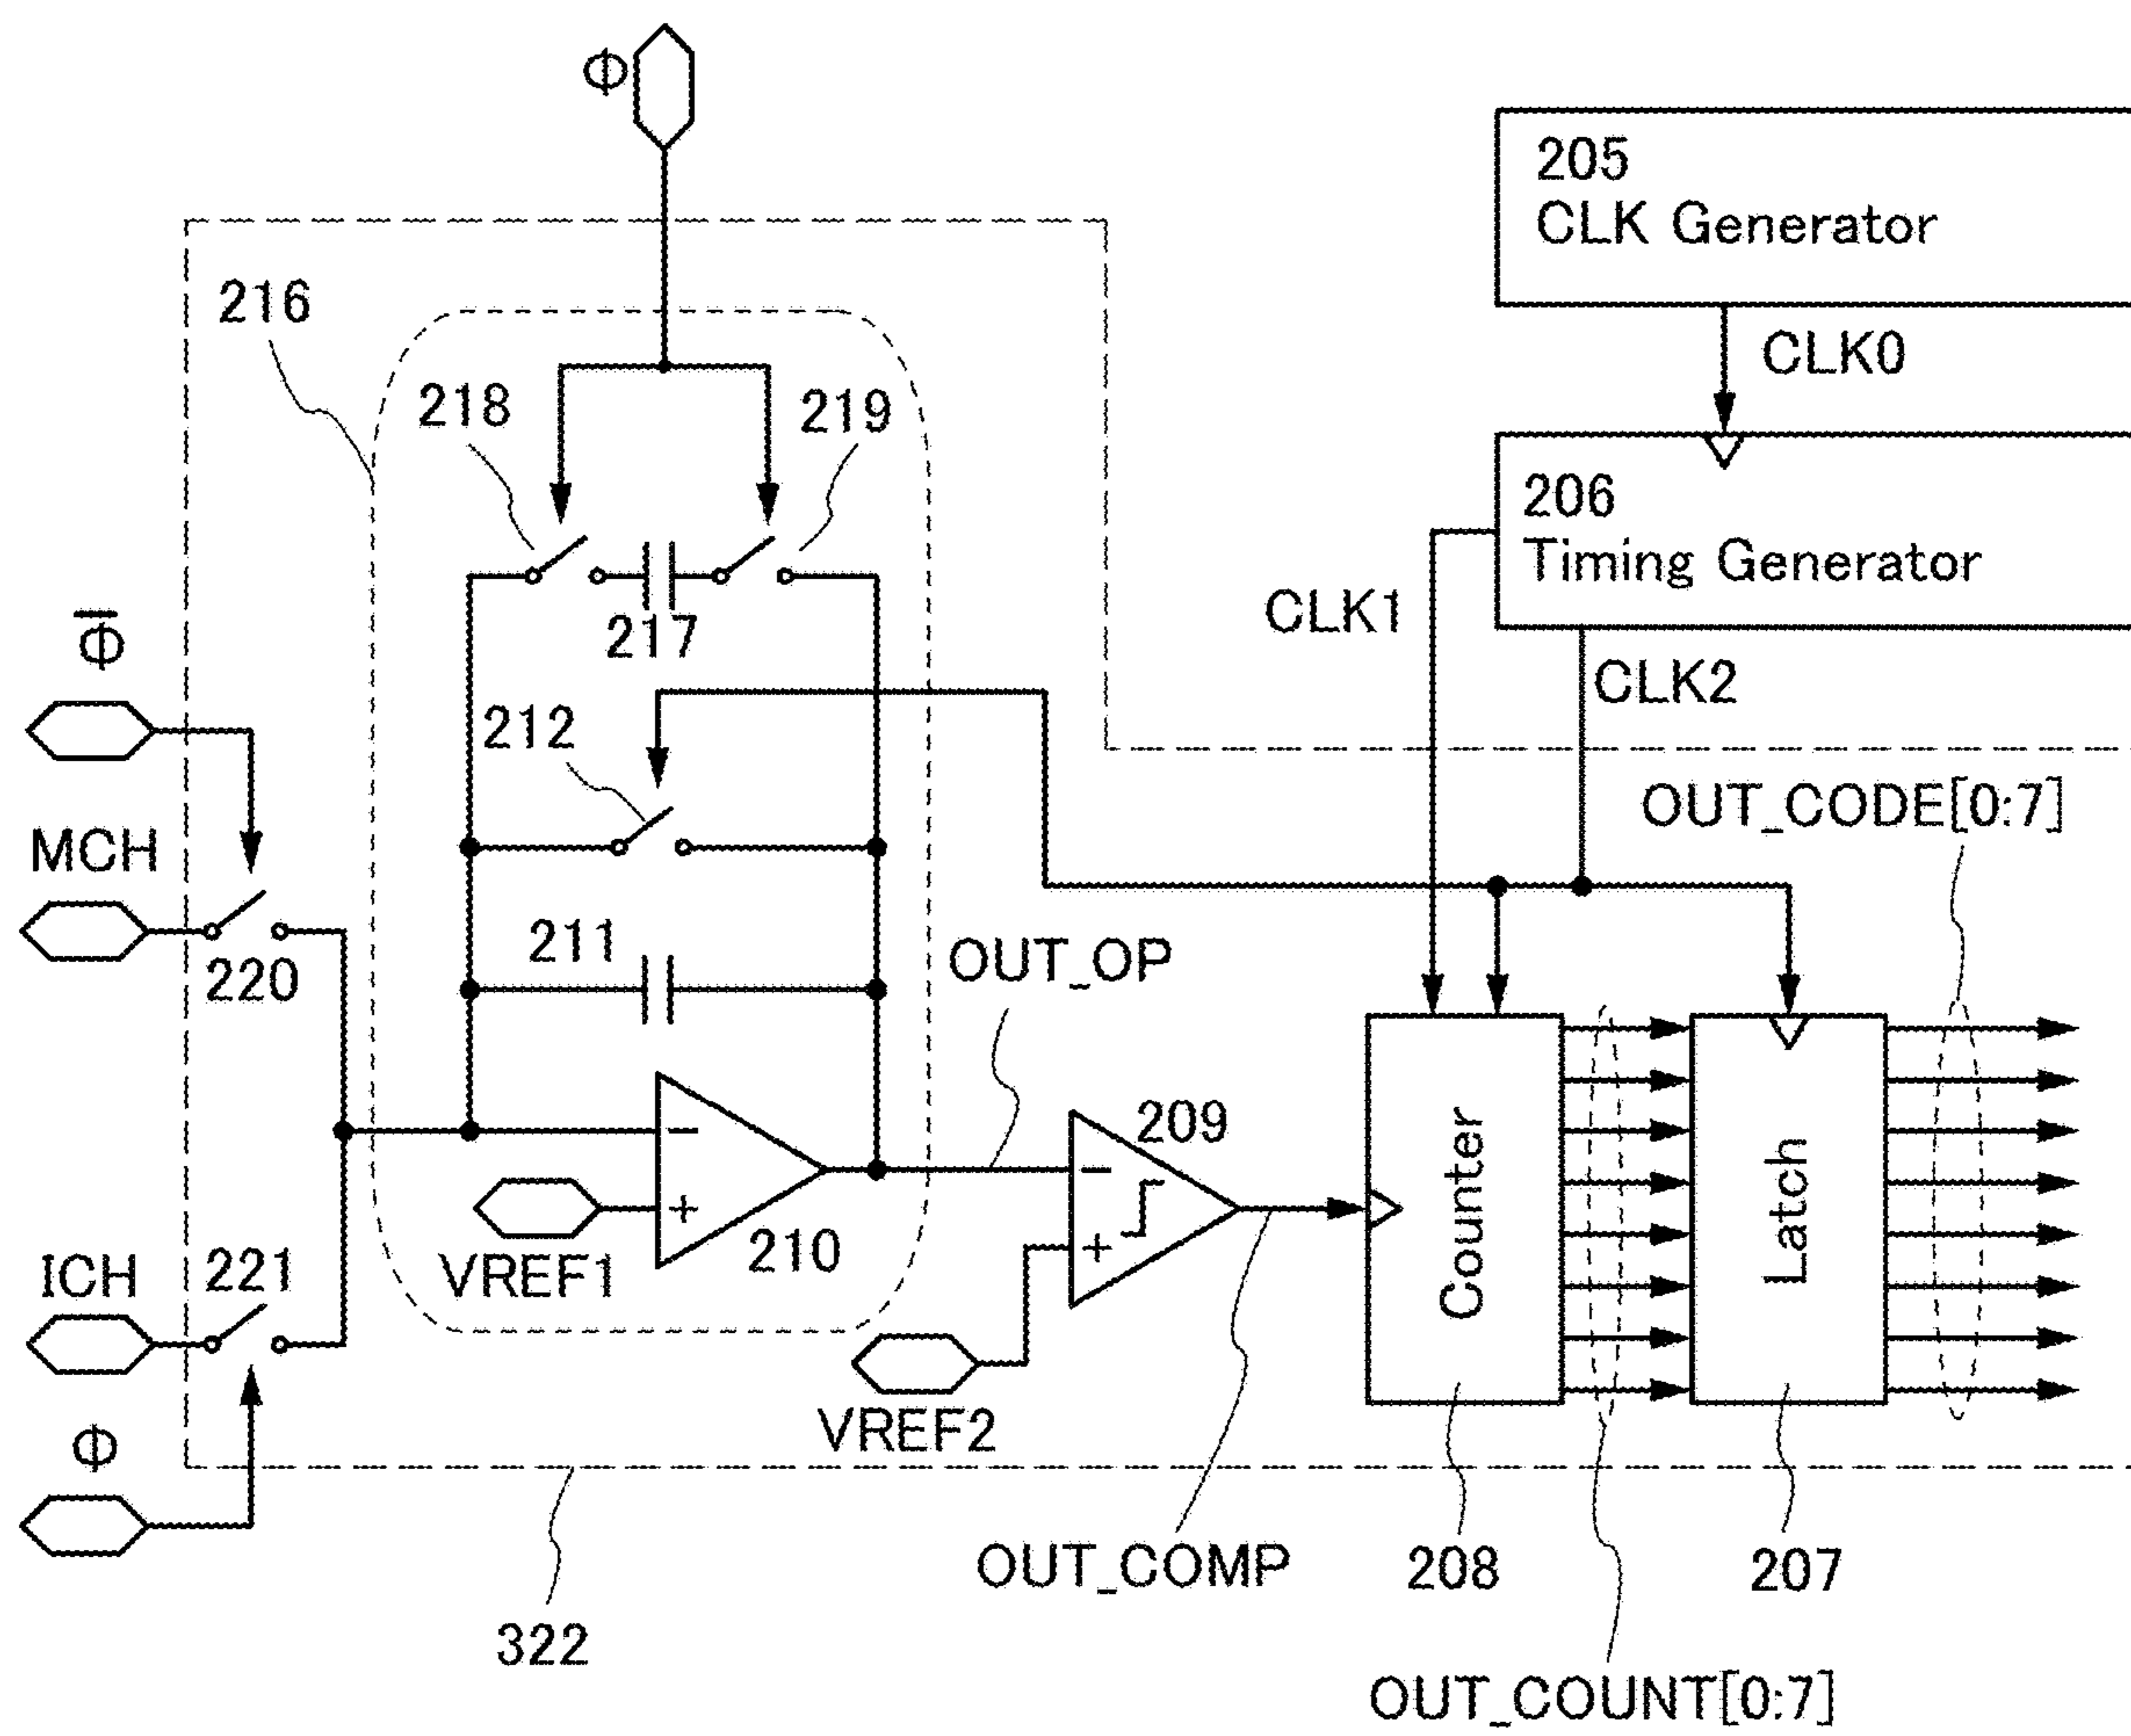 Φ
205
CLK Generator
CLK0
216
218
219
206
Timing Generator
217
CLK1
CLK2
Φ̅
212
MCH
OUT_CODE[0:7]
220
211
OUT_OP
−
209
−
Counter
Latch
VREF1
+
210
+
ICH
221
VREF2
Φ
OUT_COMP
208
207
322
OUT_COUNT[0:7]